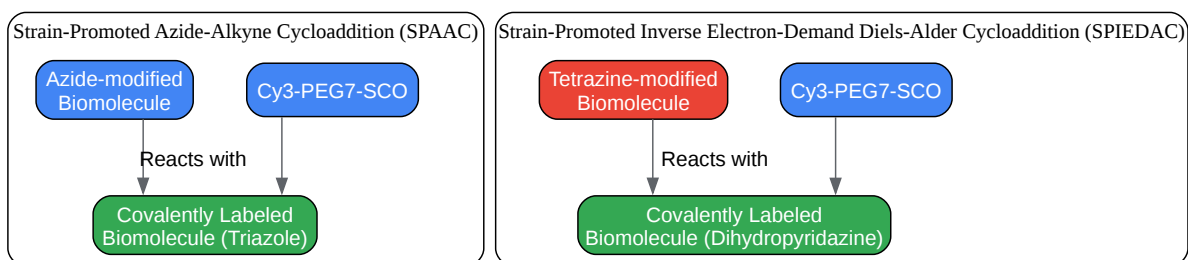 Strain-Promoted Azide-Alkyne Cycloaddition (SPAAC)
Azide-modified
Biomolecule
Cy3-PEG7-SCO
Reacts with
Covalently Labeled
Biomolecule (Triazole)
Strain-Promoted Inverse Electron-Demand Diels-Alder Cycloaddition (SPIEDAC)
Tetrazine-modified
Biomolecule
Cy3-PEG7-SCO
Reacts with
Covalently Labeled
Biomolecule (Dihydropyridazine)